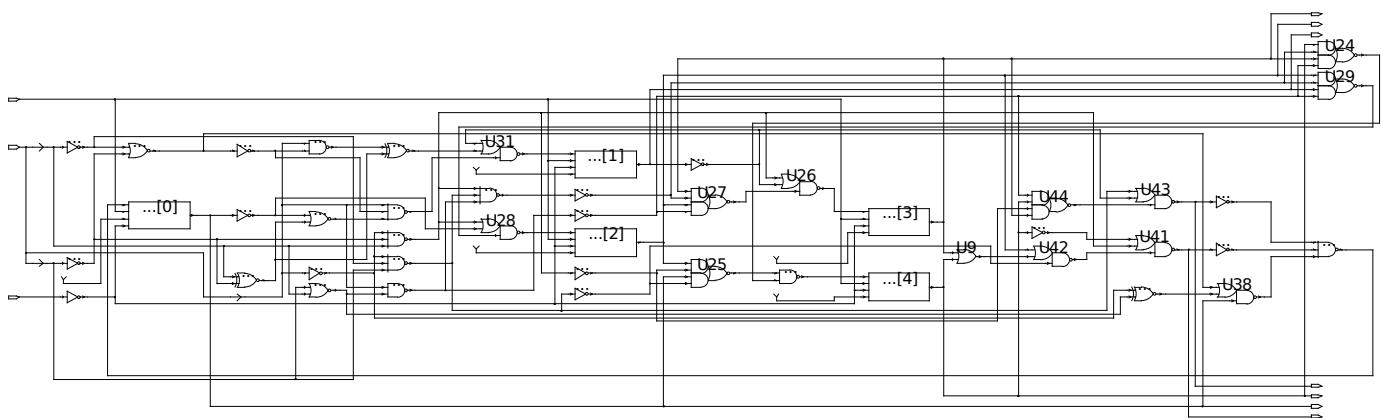 U24
U29
U31
...[1]
U26
U27
U44
U43
...[0]
...[3]
U28
...[2]
U9
U42
U41
U25
...[4]
U38